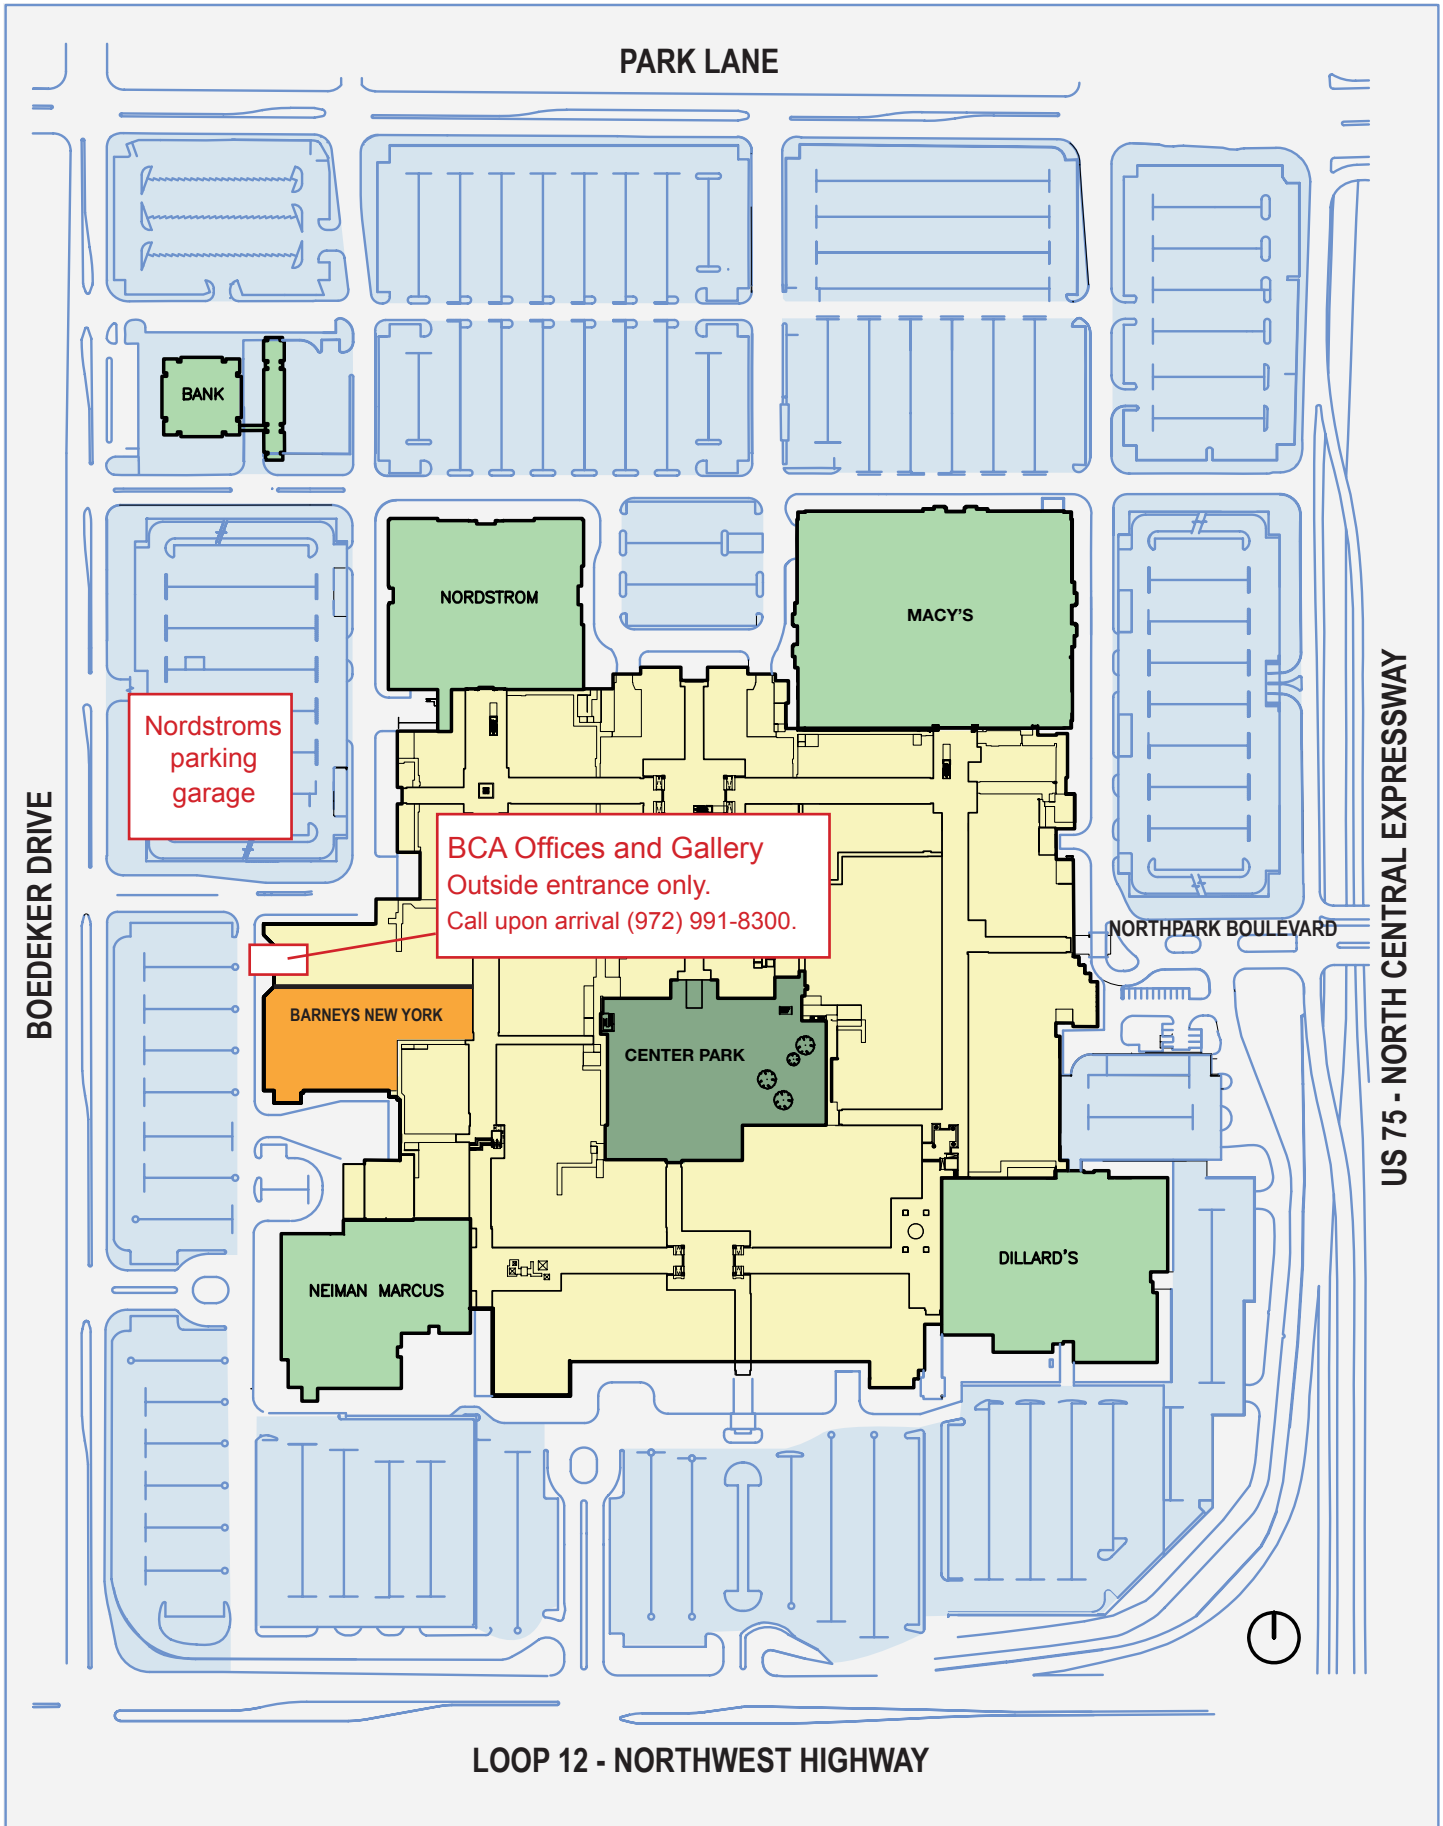 PARK LANE
BANK
NORDSTROM
MACY'S
Nordstroms
parking
garage
BOEDEKER DRIVE
US 75 - NORTH CENTRAL EXPRESSWAY
BCA Offices and Gallery
Outside entrance only.
Call upon arrival (972) 991-8300.
NORTHPARK BOULEVARD
BARNEYS NEW YORK
CENTER PARK
DILLARD'S
NEIMAN MARCUS
LOOP 12 - NORTHWEST HIGHWAY